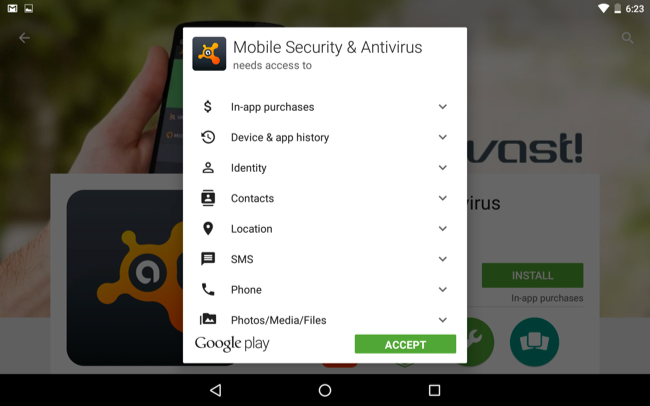 6:23
Mobile Security & Antivirus
needs access to
In-app purchases
Device & app history
Identity
Contacts
Location
SMS
Phone
Photos/Media/Files
Google play
ACCEPT
vast!
irus
INSTALL
In-app purchases